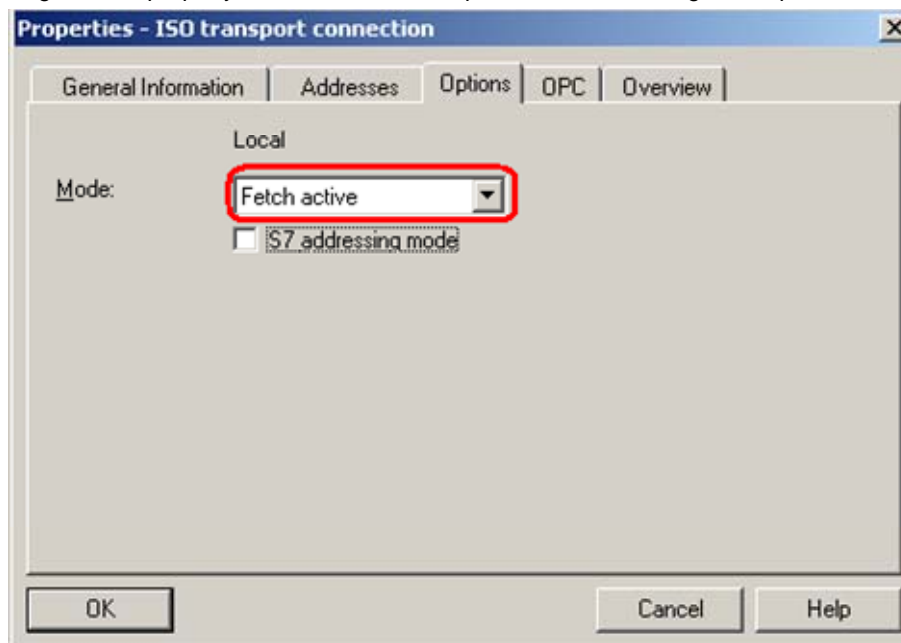 Properties - ISO transport connection
General Information Addresses Options OPC Overview
Local
Mode: Fetch active
S7 addressing mode
OK Cancel Help